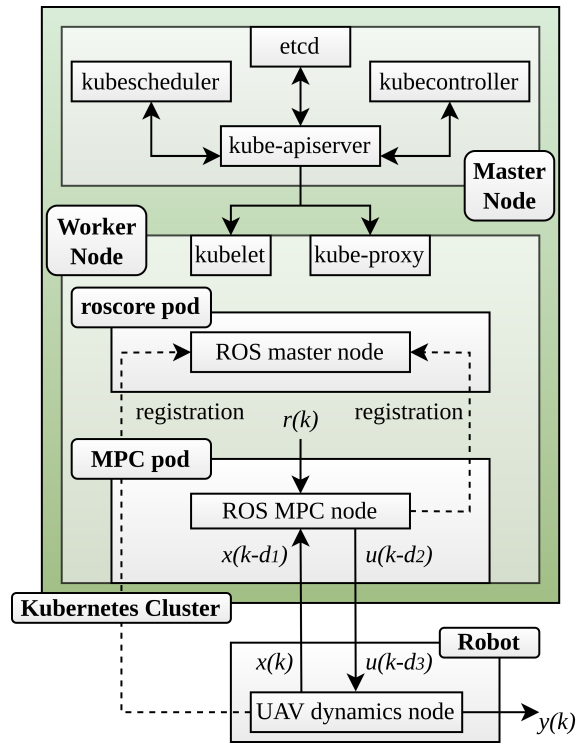 etcd
kubescheduler
kubecontroller
kube-apiserver
Master
Node
Worker
Node
kubelet
kube-proxy
roscore pod
ROS master node
registration
registration
r(k)
MPC pod
ROS MPC node
x(k-d1)
u(k-d2)
Kubernetes Cluster
Robot
x(k)
u(k-d3)
UAV dynamics node
y(k)